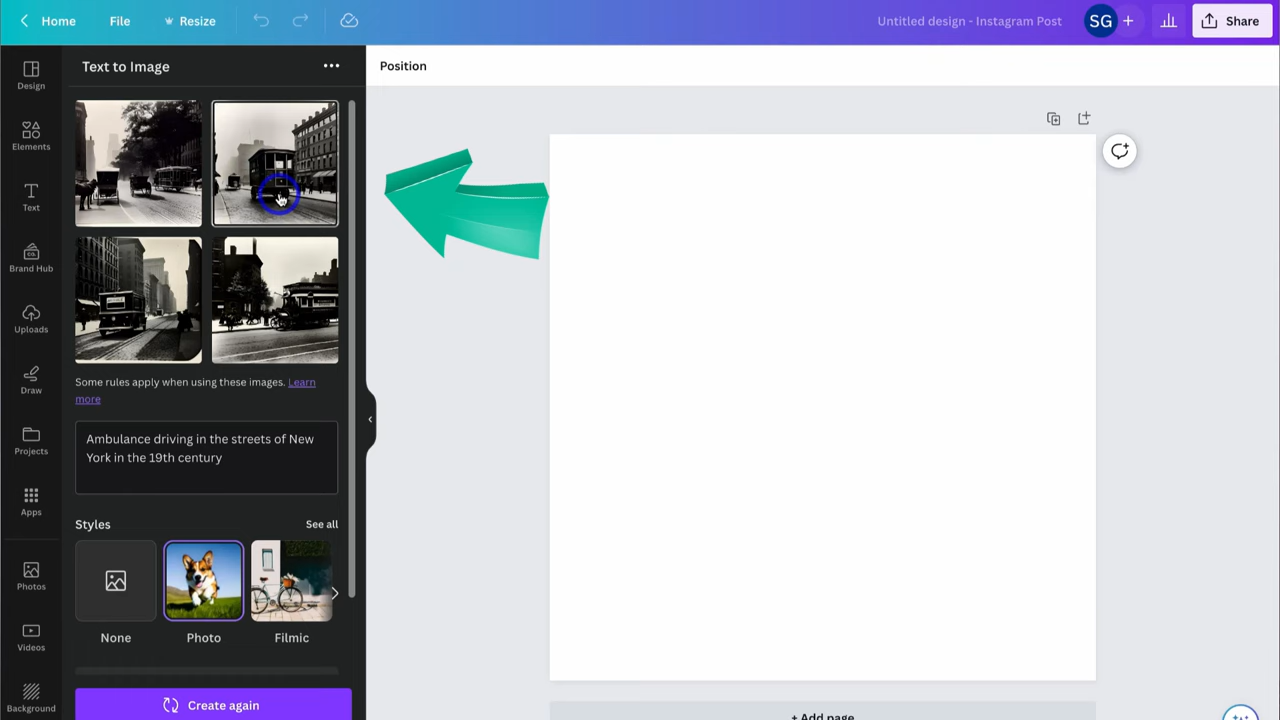 Home
File
Resize
Untitled design - Instagram Post
SG
Share
Design
Elements
Text
Brand Hub
Uploads
Draw
Projects
Apps
Photos
Videos
Background
Text to Image
Some rules apply when using these images. Learn
more
Ambulance driving in the streets of New
York in the 19th century
Styles
See all
None
Photo
Filmic
Create again
Position
+ Add page